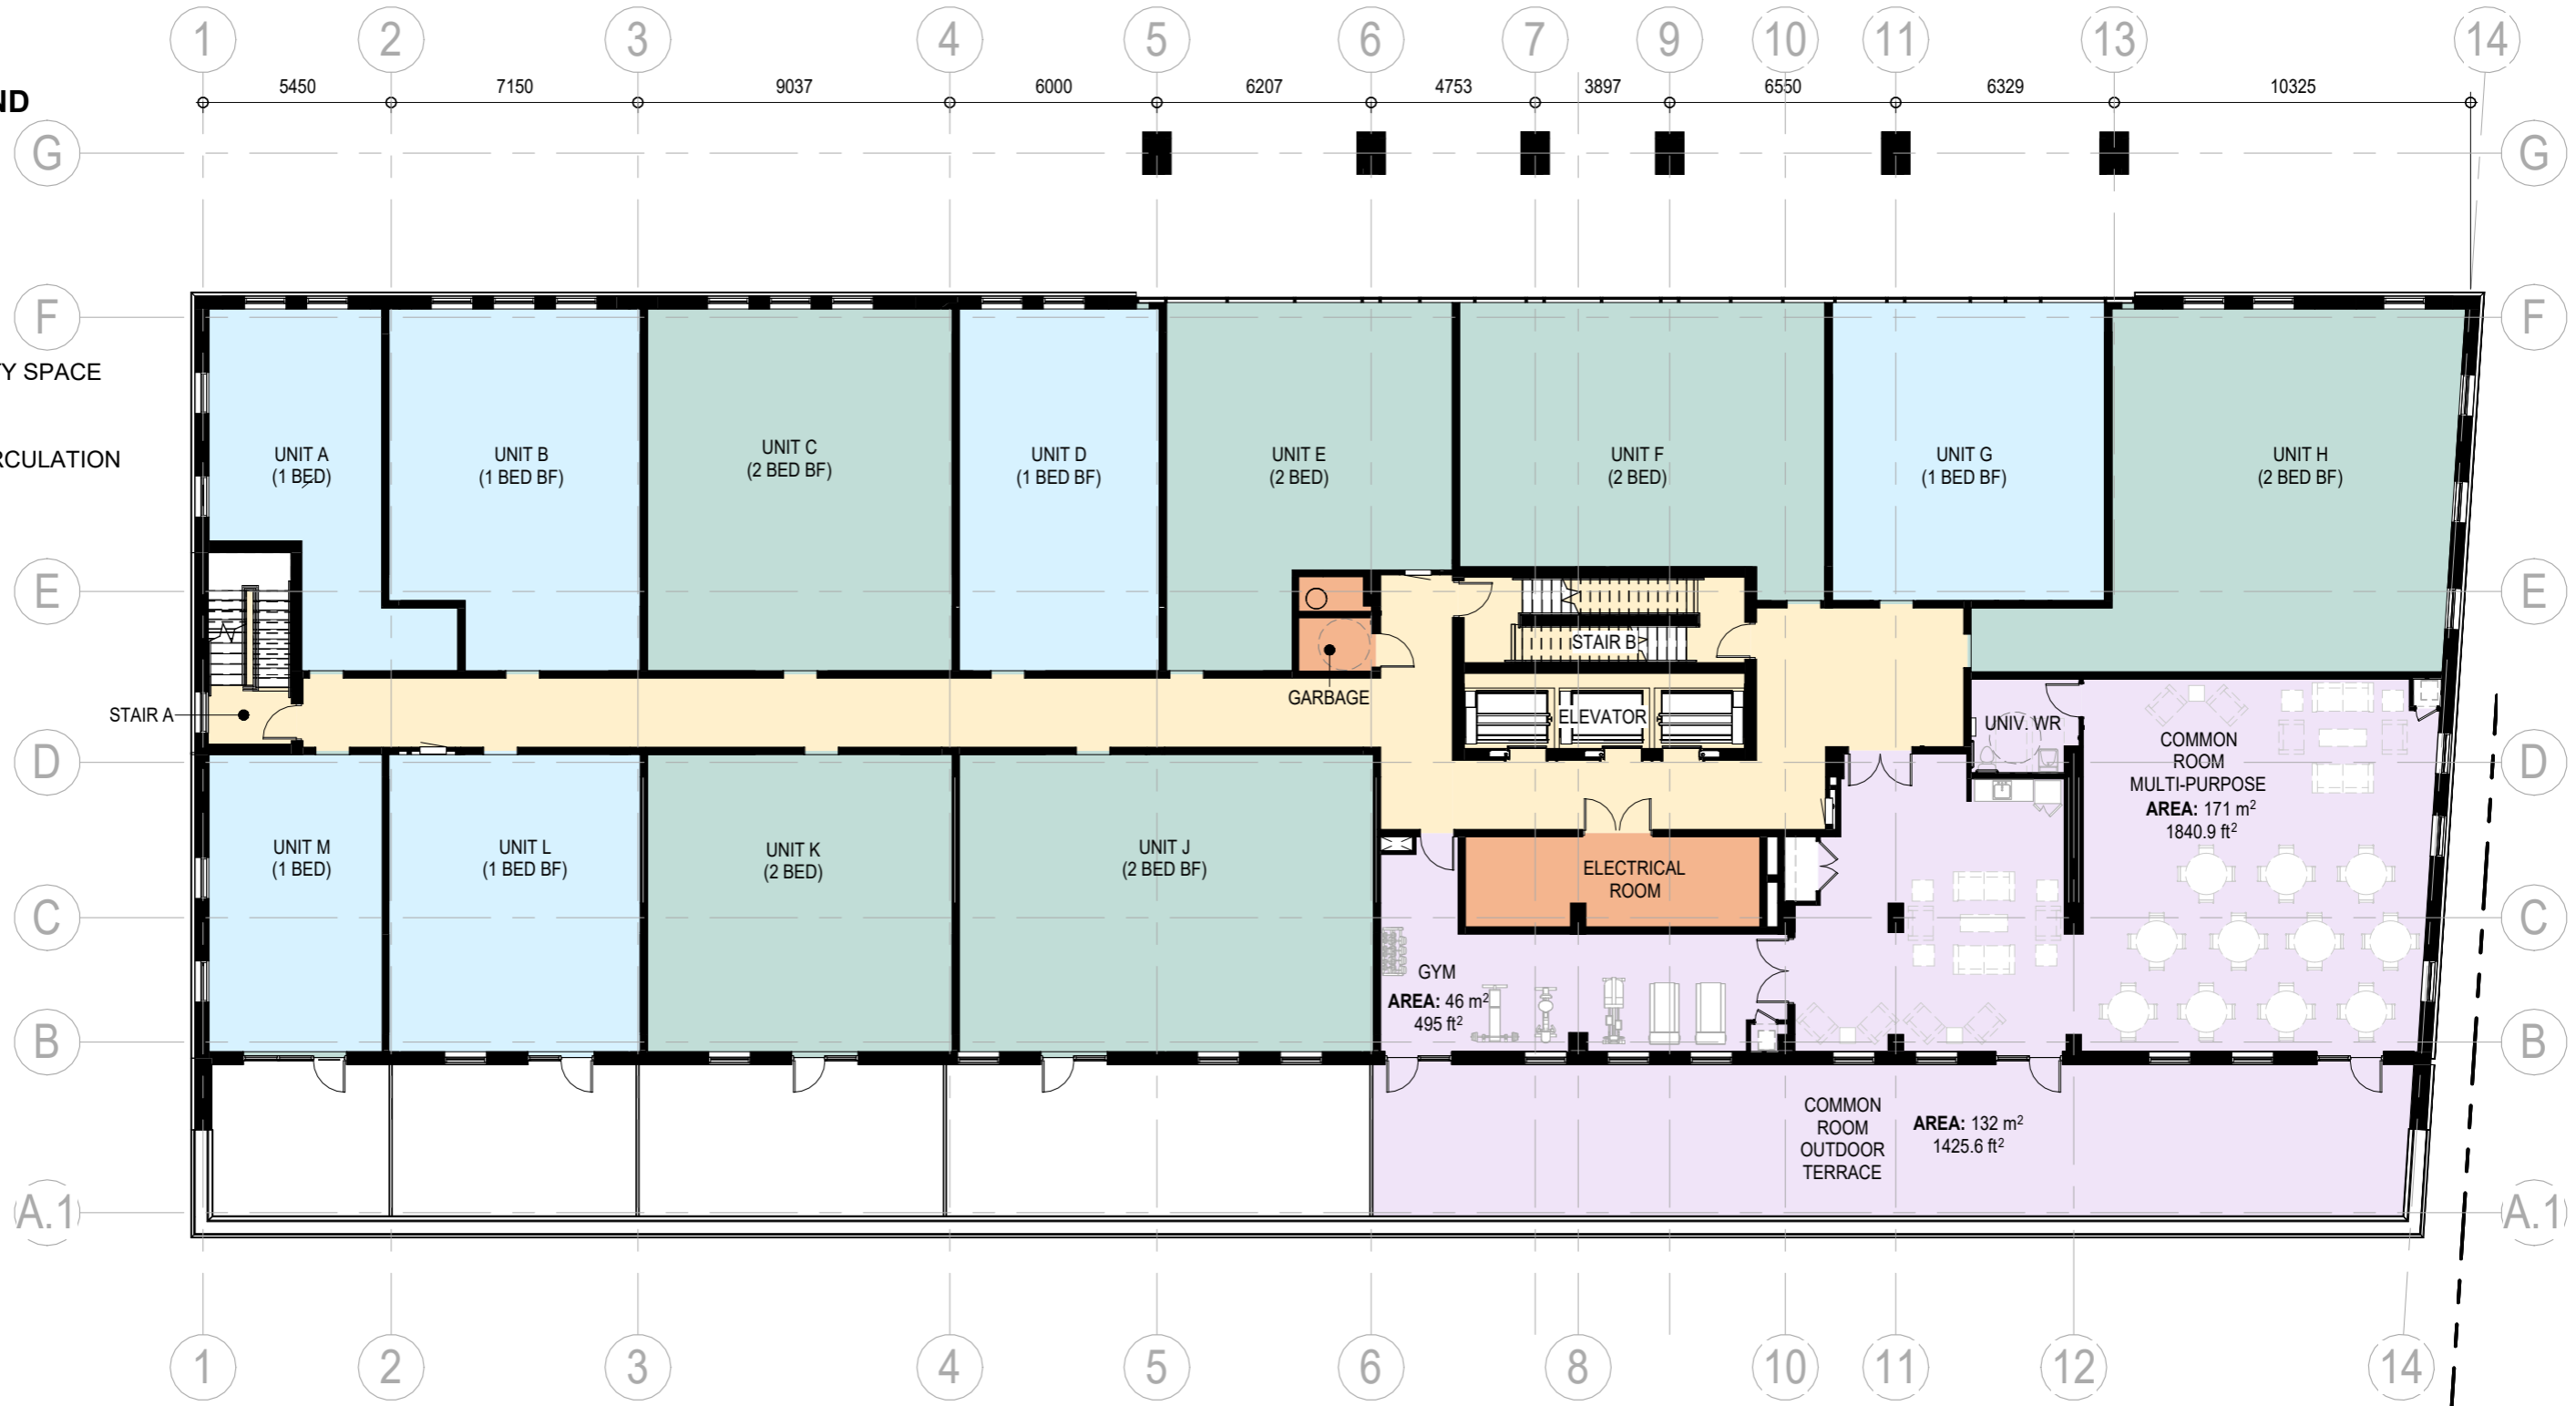 1 2 3 4 5 6 7 9 10 11 13 14
5450 7150 9037 6000 6207 4753 3897 6550 6329 10325
ND
G G
F F
TY SPACE
UNIT A
(1 BED)
UNIT B
(1 BED BF)
UNIT C
(2 BED BF)
UNIT D
(1 BED BF)
UNIT E
(2 BED)
UNIT F
(2 BED)
UNIT G
(1 BED BF)
UNIT H
(2 BED BF)
RCULATION
E E
STAIR B
GARBAGE
STAIR A
ELEVATOR
UNIV. WR
D D
COMMON
ROOM
MULTI-PURPOSE
AREA: 171 m²
1840.9 ft²
UNIT M
(1 BED)
UNIT L
(1 BED BF)
UNIT K
(2 BED)
UNIT J
(2 BED BF)
ELECTRICAL
ROOM
C C
GYM
AREA: 46 m²
495 ft²
B B
COMMON
ROOM
OUTDOOR
TERRACE
AREA: 132 m²
1425.6 ft²
A.1 A.1
1 2 3 4 5 6 8 10 11 12 14